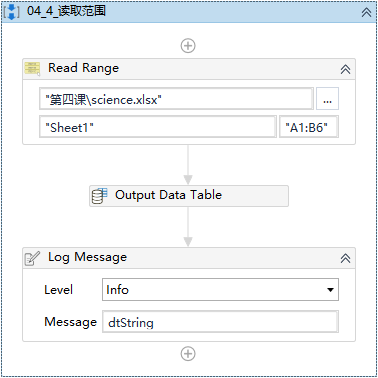 04_4_读取范围
Read Range
"第四课\science.xlsx"
...
"Sheet1"
"A1:B6"
Output Data Table
Log Message
Level
Info
Message
dtString